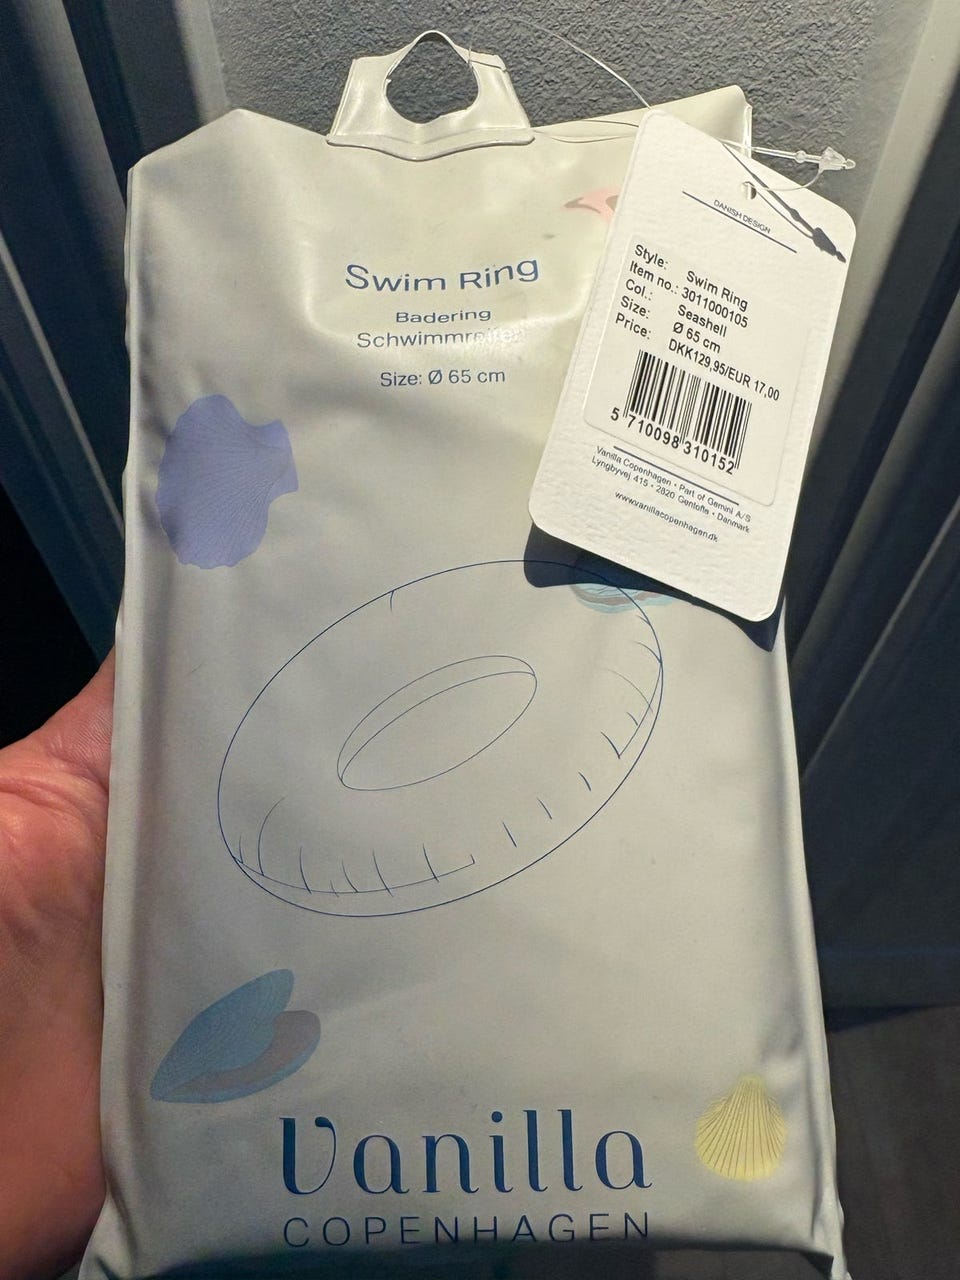 Swim Ring
Badering
Schwimmreifen
Size: Ø 65 cm
DANISH DESIGN
Style: Swim Ring
Item no.: 3011000105
Col.: Seashell
Size: Ø 65 cm
Price: DKK129,95/EUR 17,00
5 710098 310152
Vanilla Copenhagen • Part of Gemini A/S
Lyngbyvej 415 • 2820 Gentofte • Danmark
www.vanillacopenhagen.dk
Vanilla
COPENHAGEN